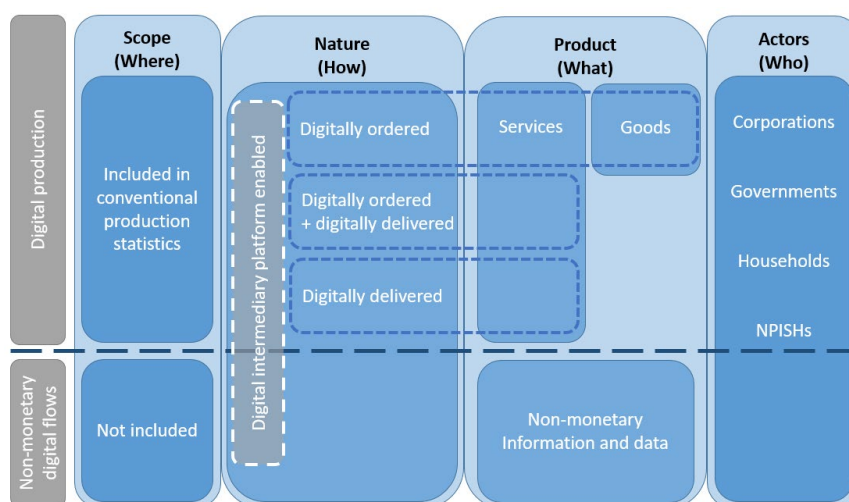 Scope
(Where)
Nature
(How)
Product
(What)
Actors
(Who)
Digital production
Included in
conventional
production
statistics
Digital intermediary platform enabled
Digitally ordered
Digitally ordered
+ digitally delivered
Digitally delivered
Services
Goods
Corporations
Governments
Households
NPISHs
Non-monetary
digital flows
Not included
Non-monetary
Information and data